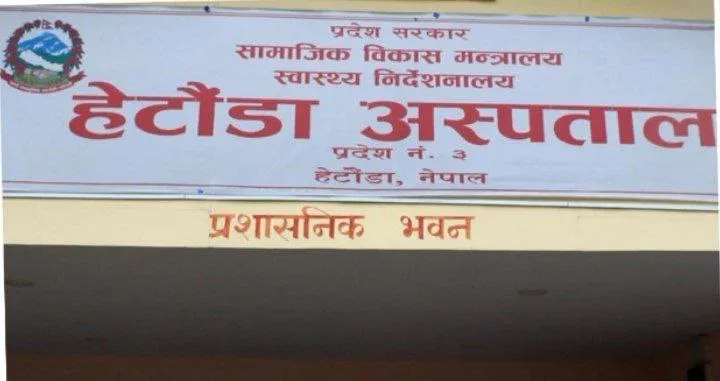 प्रदेश सरकार
सामाजिक विकास मन्त्रालय
स्वास्थ्य निर्देशनालय
हेटौंडा अस्पताल
प्रदेश नं. ३
हेटौंडा, नेपाल
प्रशासनिक भवन